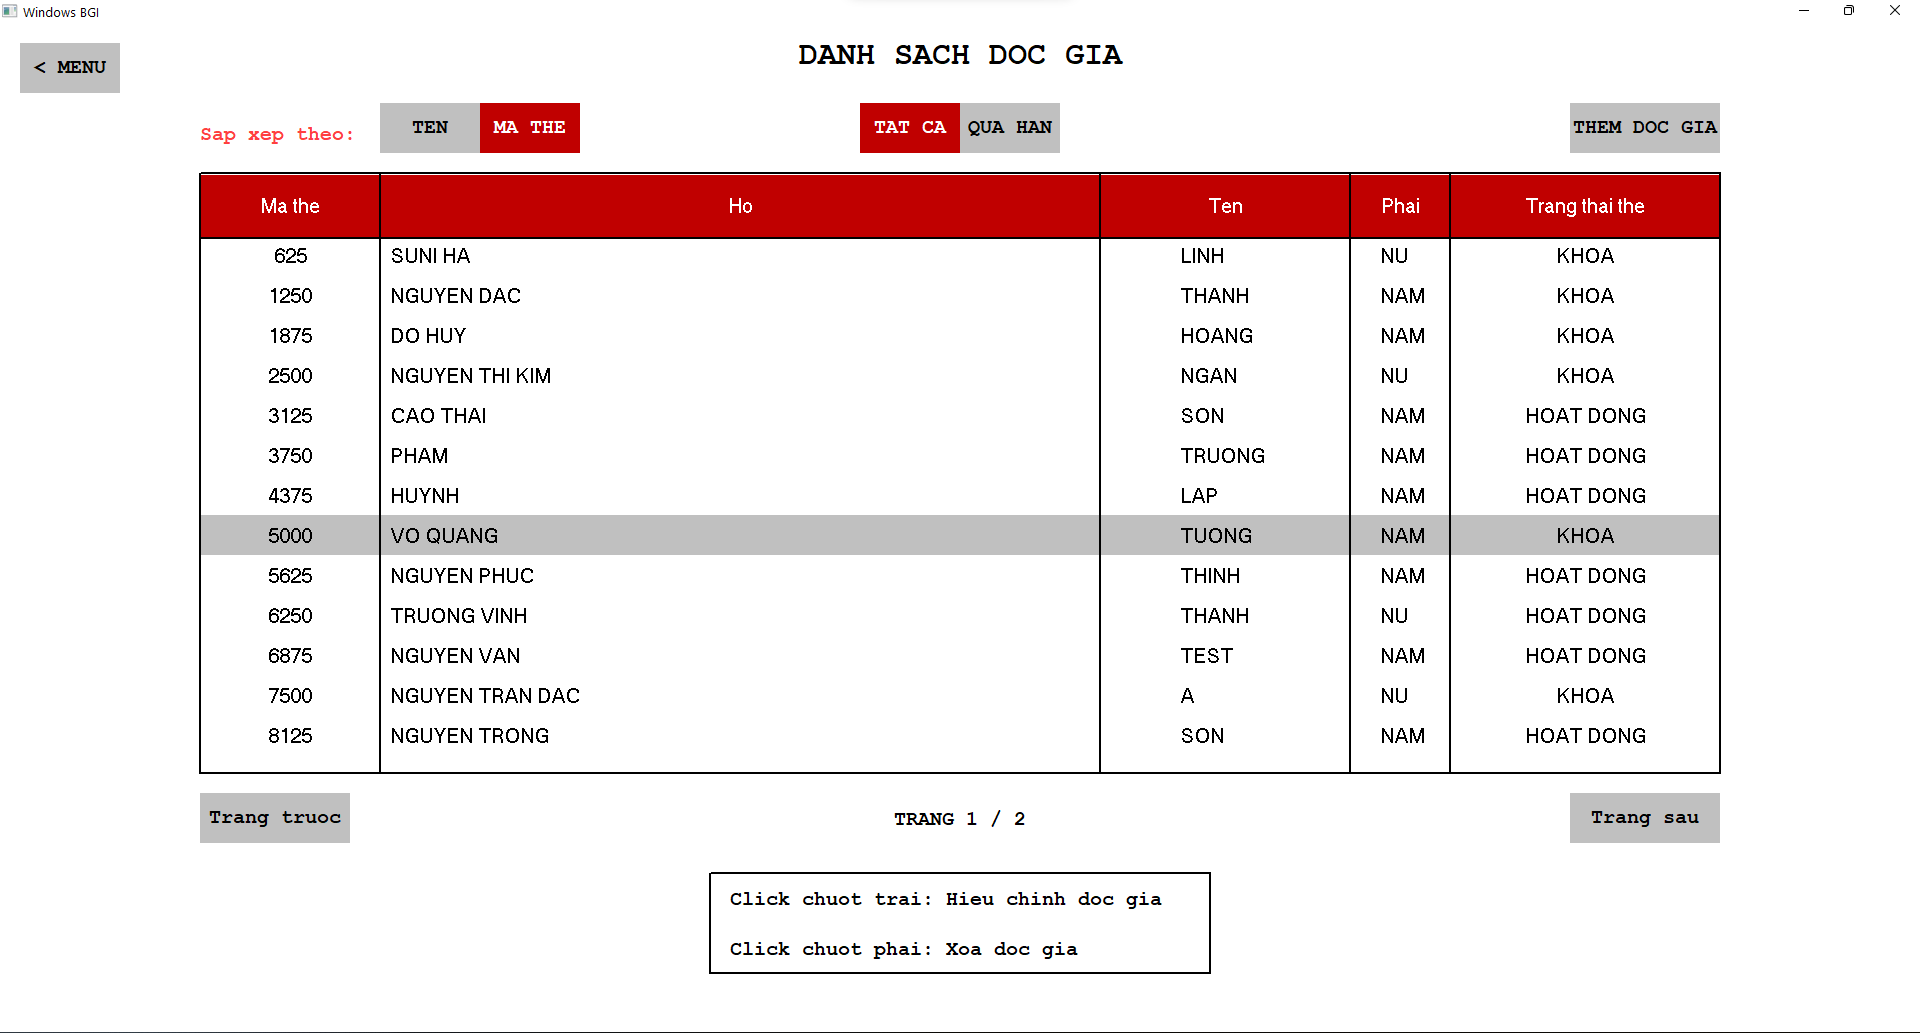 Windows BGI
< MENU
DANH SACH DOC GIA
Sap xep theo: TEN MA THE TAT CA QUA HAN THEM DOC GIA
Ma the Ho Ten Phai Trang thai the
625 SUNI HA LINH NU KHOA
1250 NGUYEN DAC THANH NAM KHOA
1875 DO HUY HOANG NAM KHOA
2500 NGUYEN THI KIM NGAN NU KHOA
3125 CAO THAI SON NAM HOAT DONG
3750 PHAM TRUONG NAM HOAT DONG
4375 HUYNH LAP NAM HOAT DONG
5000 VO QUANG TUONG NAM KHOA
5625 NGUYEN PHUC THINH NAM HOAT DONG
6250 TRUONG VINH THANH NU HOAT DONG
6875 NGUYEN VAN TEST NAM HOAT DONG
7500 NGUYEN TRAN DAC A NU KHOA
8125 NGUYEN TRONG SON NAM HOAT DONG
Trang truoc TRANG 1 / 2 Trang sau
Click chuot trai: Hieu chinh doc gia
Click chuot phai: Xoa doc gia